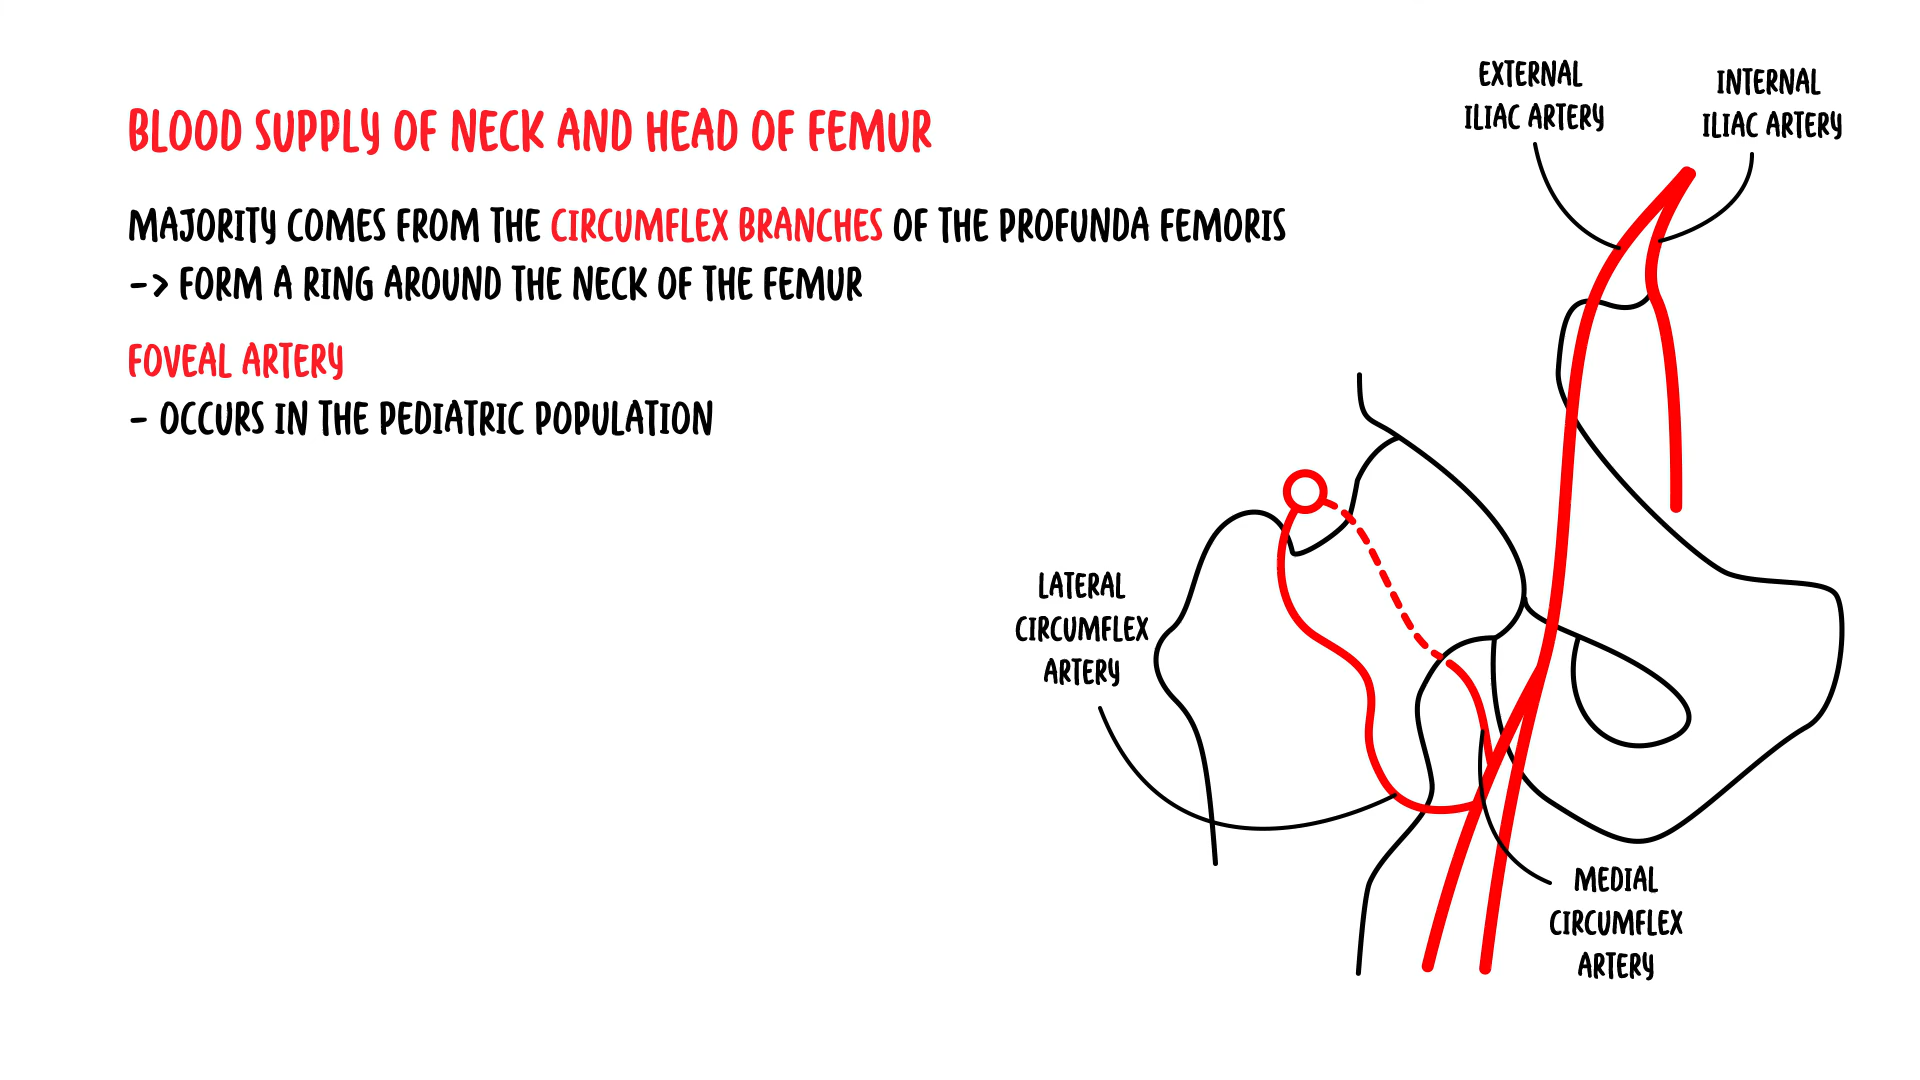 BLOOD SUPPLY OF NECK AND HEAD OF FEMUR
MAJORITY COMES FROM THE CIRCUMFLEX BRANCHES OF THE PROFUNDA FEMORIS
-> FORM A RING AROUND THE NECK OF THE FEMUR
FOVEAL ARTERY
- OCCURS IN THE PEDIATRIC POPULATION
EXTERNAL
ILIAC ARTERY
INTERNAL
ILIAC ARTERY
LATERAL
CIRCUMFLEX
ARTERY
MEDIAL
CIRCUMFLEX
ARTERY